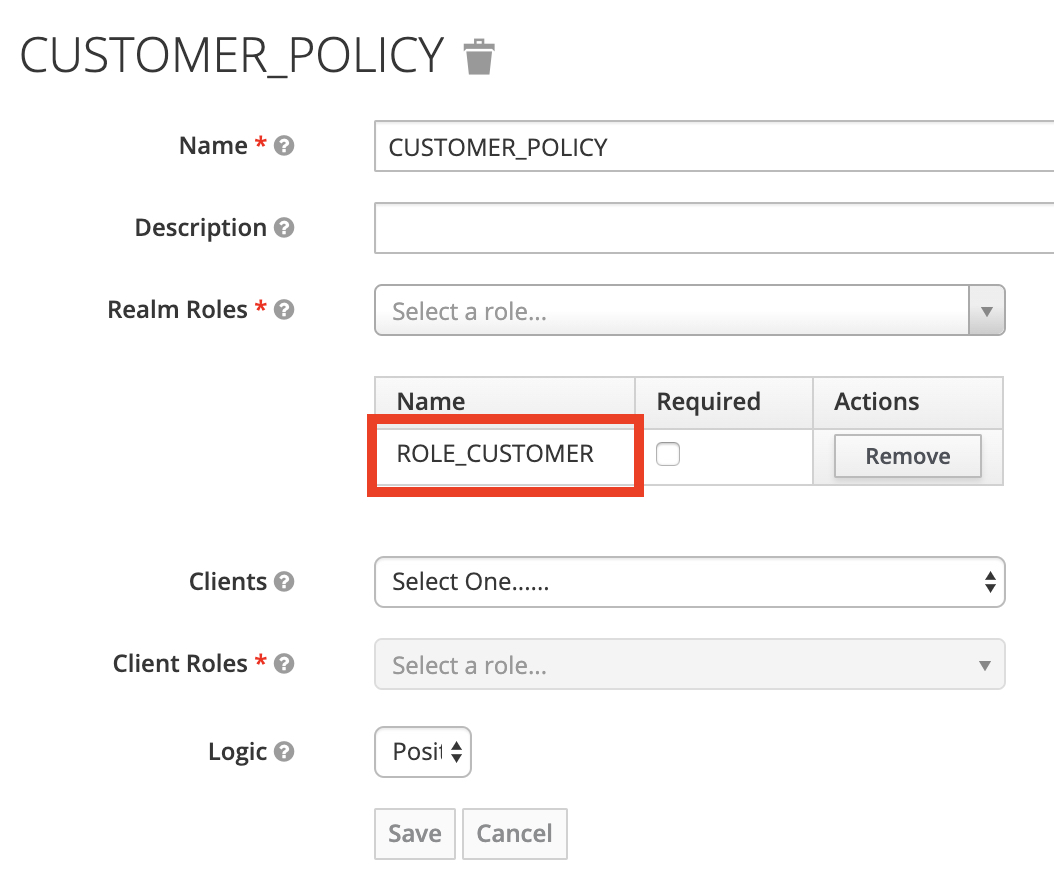 CUSTOMER_POLICY
Name * ?
CUSTOMER_POLICY
Description ?
Realm Roles * ?
Select a role...
Name Required Actions
ROLE_CUSTOMER Remove
Clients ?
Select One......
Client Roles * ?
Select a role...
Logic ?
Posit
Save Cancel